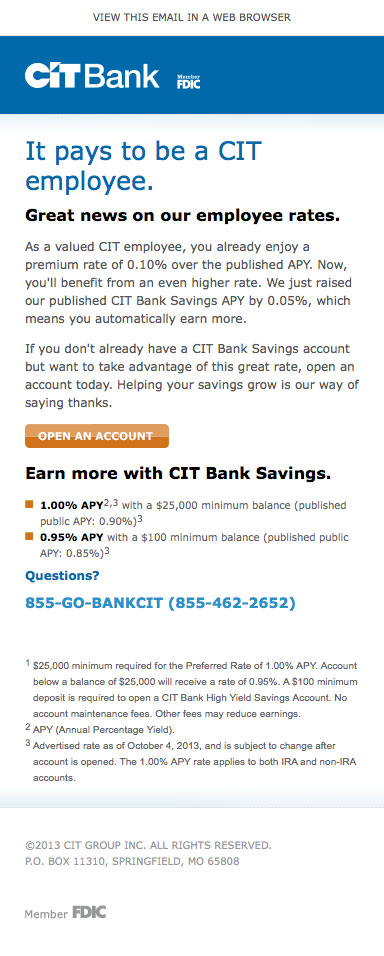 VIEW THIS EMAIL IN A WEB BROWSER
CIT Bank Member FDIC
It pays to be a CIT
employee.
Great news on our employee rates.
As a valued CIT employee, you already enjoy a
premium rate of 0.10% over the published APY. Now,
you'll benefit from an even higher rate. We just raised
our published CIT Bank Savings APY by 0.05%, which
means you automatically earn more.
If you don't already have a CIT Bank Savings account
but want to take advantage of this great rate, open an
account today. Helping your savings grow is our way of
saying thanks.
OPEN AN ACCOUNT
Earn more with CIT Bank Savings.
1.00% APY2,3 with a $25,000 minimum balance (published
public APY: 0.90%)3
0.95% APY with a $100 minimum balance (published public
APY: 0.85%)3
Questions?
855-GO-BANKCIT (855-462-2652)
1 $25,000 minimum required for the Preferred Rate of 1.00% APY. Account
below a balance of $25,000 will receive a rate of 0.95%. A $100 minimum
deposit is required to open a CIT Bank High Yield Savings Account. No
account maintenance fees. Other fees may reduce earnings.
2 APY (Annual Percentage Yield).
3 Advertised rate as of October 4, 2013, and is subject to change after
account is opened. The 1.00% APY rate applies to both IRA and non-IRA
accounts.
©2013 CIT GROUP INC. ALL RIGHTS RESERVED.
P.O. BOX 11310, SPRINGFIELD, MO 65808
Member FDIC